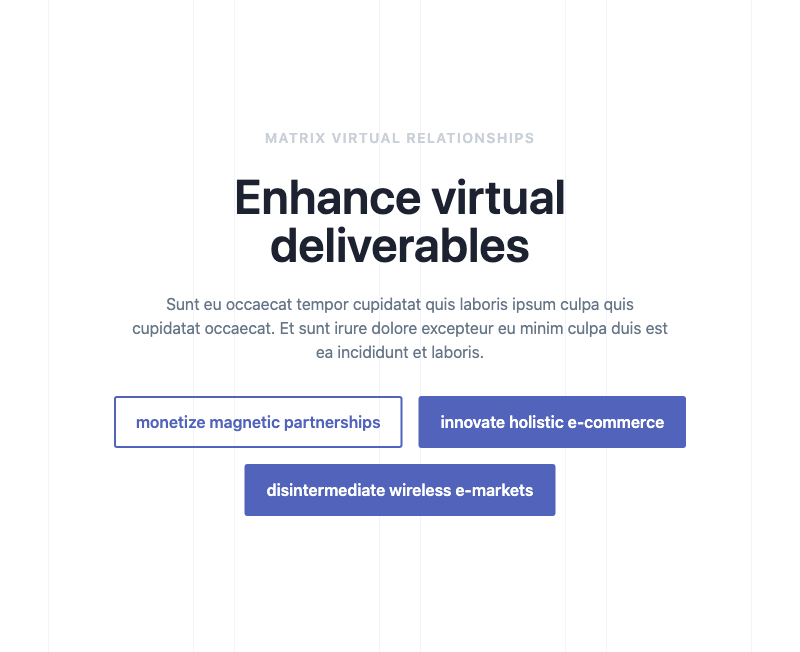 MATRIX VIRTUAL RELATIONSHIPS
Enhance virtual
deliverables
Sunt eu occaecat tempor cupidatat quis laboris ipsum culpa quis
cupidatat occaecat. Et sunt irure dolore excepteur eu minim culpa duis est
ea incididunt et laboris.
monetize magnetic partnerships
innovate holistic e-commerce
disintermediate wireless e-markets